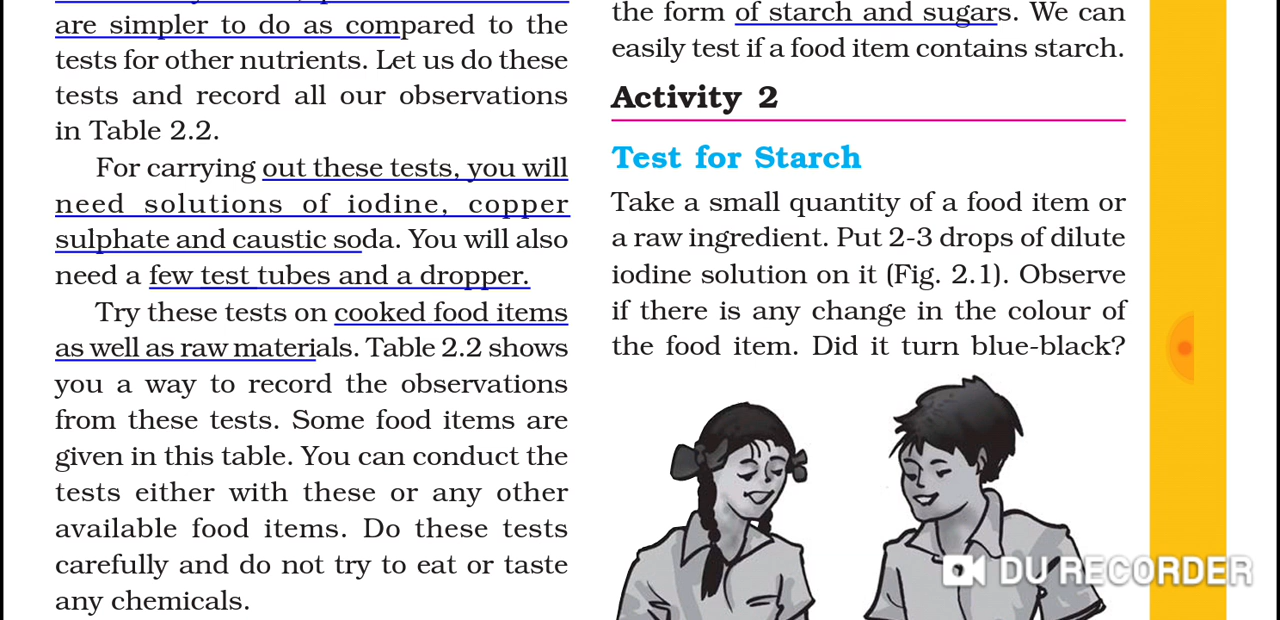 are simpler to do as compared to the
tests for other nutrients. Let us do these
tests and record all our observations
in Table 2.2.
For carrying out these tests, you will
need solutions of iodine, copper
sulphate and caustic soda. You will also
need a few test tubes and a dropper.
Try these tests on cooked food items
as well as raw materials. Table 2.2 shows
you a way to record the observations
from these tests. Some food items are
given in this table. You can conduct the
tests either with these or any other
available food items. Do these tests
carefully and do not try to eat or taste
any chemicals.
the form of starch and sugars. We can
easily test if a food item contains starch.
Activity 2
Test for Starch
Take a small quantity of a food item or
a raw ingredient. Put 2-3 drops of dilute
iodine solution on it (Fig. 2.1). Observe
if there is any change in the colour of
the food item. Did it turn blue-black?
DU RECORDER